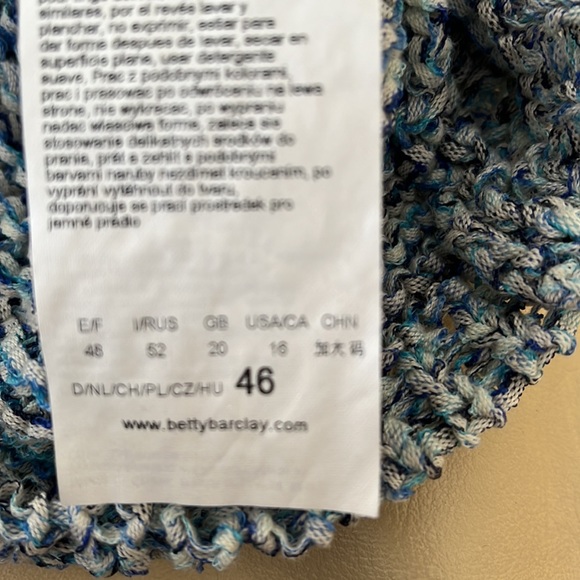 similares, por el revés lavar y
planchar, no exprimir, estirar para
dar forma después de lavar, secar en
superficie plana, usar detergente
suave, Prać z podobnymi kolorami,
prać i prasować po odwróceniu na lewą
stronę, nie wykręcać, po wypraniu
nadać właściwą formę, zaleca się
stosowanie delikatnych środków do
prania, prát a žehlit s podobnými
barvami naruby neždímat kroucením, po
vyprání vytáhnout do tvaru,
doporučuje se prací prostředek pro
jemné prádlo
E/F I/RUS GB USA/CA CHN
48 52 20 16 加大码
D/NL/CH/PL/CZ/HU 46
www.bettybarclay.com